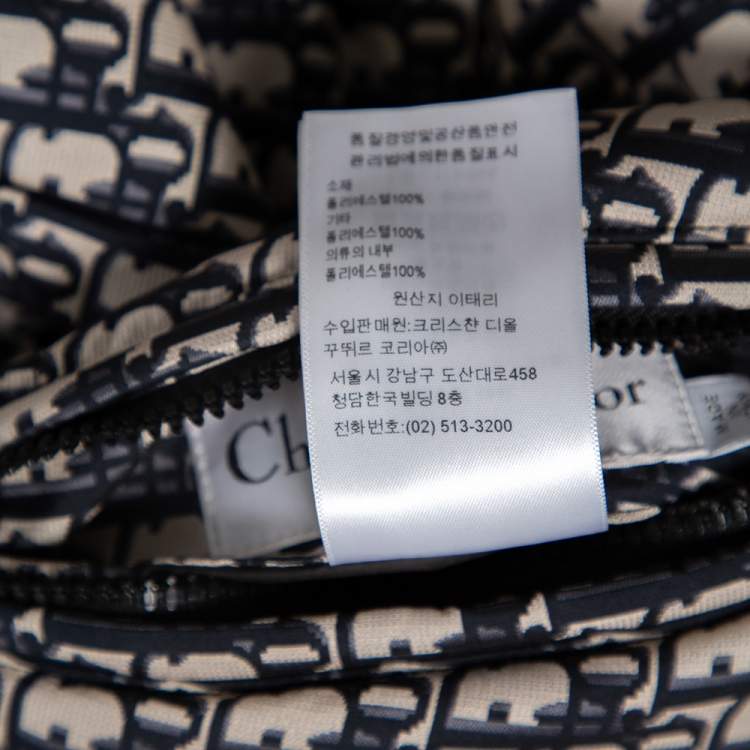 품질경영및공산품안전
관리법에의한품질표시
소재
폴리에스텔100%
기타
폴리에스텔100%
의류의 내부
폴리에스텔100%
원산지 이태리
수입판매원:크리스챤 디올
꾸뛰르 코리아㈜
서울시 강남구 도산대로458
청담한국빌딩 8층
전화번호:(02) 513-3200
Ch
or